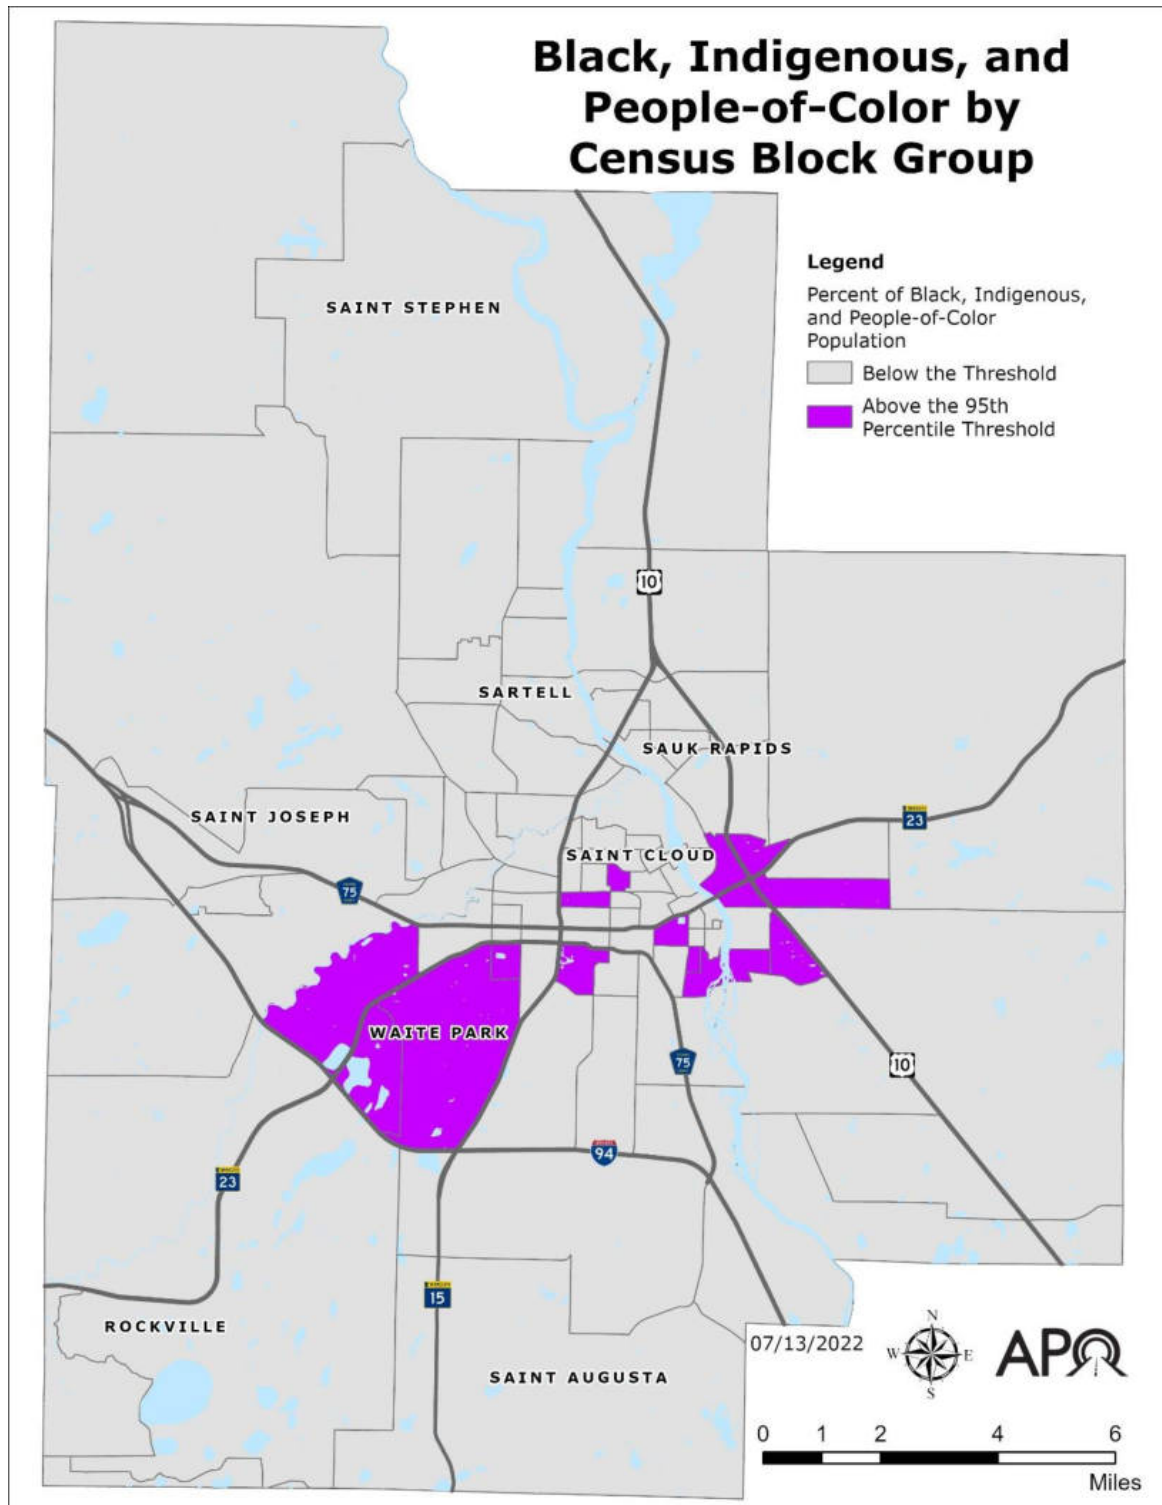 Black, Indigenous, and
People-of-Color by
Census Block Group
Legend
Percent of Black, Indigenous,
and People-of-Color
Population
Below the Threshold
Above the 95th
Percentile Threshold
SAINT STEPHEN
10
SARTELL
SAUK RAPIDS
SAINT JOSEPH
23
SAINT CLOUD
75
WAITE PARK
75
10
94
23
15
ROCKVILLE
SAINT AUGUSTA
07/13/2022
N
W E
S
APO
0 1 2 4 6
Miles